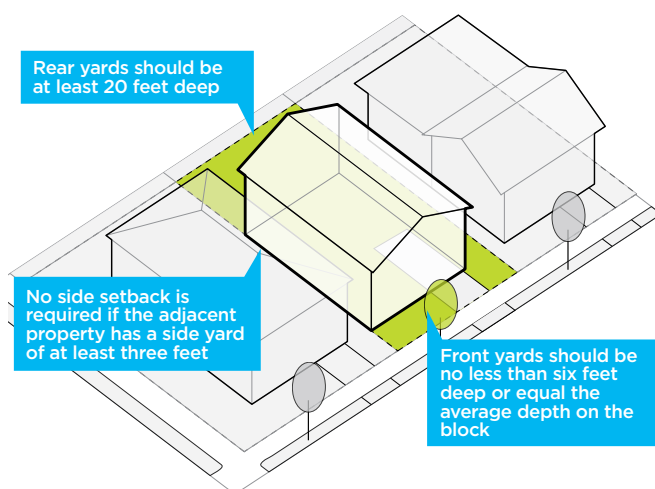 Rear yards should be
at least 20 feet deep
No side setback is
required if the adjacent
property has a side yard
of at least three feet
Front yards should be
no less than six feet
deep or equal the
average depth on the
block